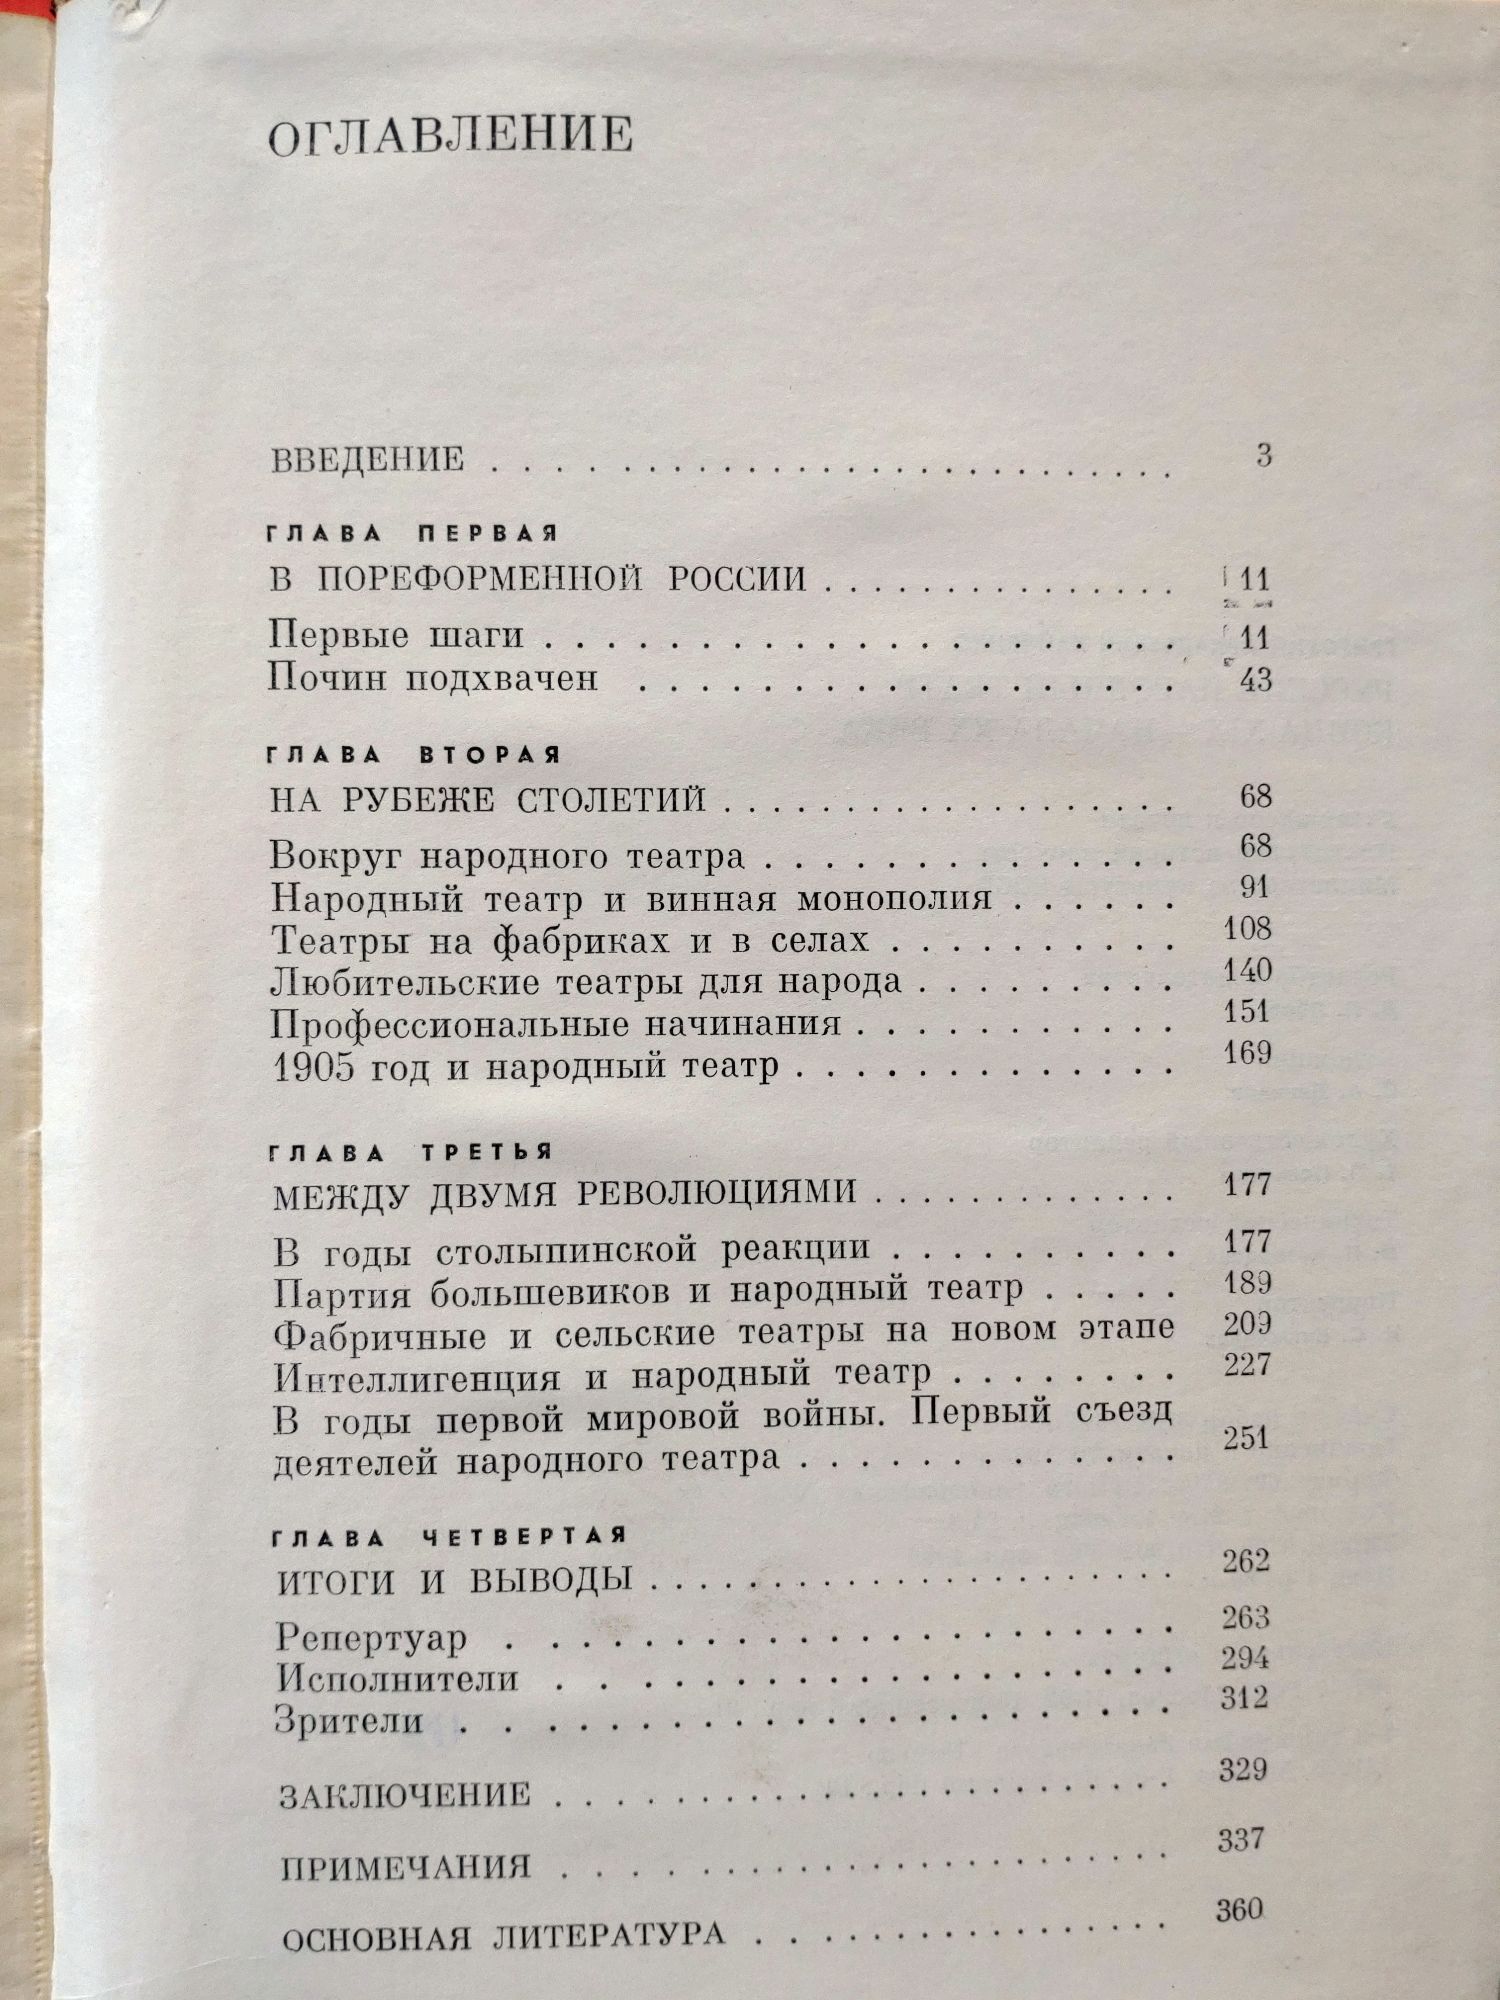 ОГЛАВЛЕНИЕ
ВВЕДЕНИЕ . . . . . . . . . . . . . . . . . . . . . . . . . . 3
ГЛАВА ПЕРВАЯ
В ПОРЕФОРМЕННОЙ РОССИИ . . . . . . . . . . . . . . . 11
Первые шаги . . . . . . . . . . . . . . . . . . . . 11
Почин подхвачен . . . . . . . . . . . . . . 43
ГЛАВА ВТОРАЯ
НА РУБЕЖЕ СТОЛЕТИЙ . . . . . . . . . . . . . . . . . . . 68
Вокруг народного театра . . . . . . . . . . . . . . 68
Народный театр и винная монополия . . . . . . 91
Театры на фабриках и в селах . . . . . . . . . . 108
Любительские театры для народа . . . . . . . . . 140
Профессиональные начинания . . . . . . . . . . . 151
1905 год и народный театр . . . . . . . . . . . . . 169
ГЛАВА ТРЕТЬЯ
МЕЖДУ ДВУМЯ РЕВОЛЮЦИЯМИ . . . . . . . . . . . . . 177
В годы столыпинской реакции . . . . . . . . . . 177
Партия большевиков и народный театр . . . . . 189
Фабричные и сельские театры на новом этапе 209
Интеллигенция и народный театр . . . . . . . . 227
В годы первой мировой войны. Первый съезд
деятелей народного театра . . . . . . . . . . . . . 251
ГЛАВА ЧЕТВЕРТАЯ
ИТОГИ И ВЫВОДЫ . . . . . . . . . . . . . . . . . . . . . . 262
Репертуар . . . . . . . . . . . . . . . . . . . . . 263
Исполнители . . . . . . . . . . . . . . . . . . . 294
Зрители . . . . . . . . . . . . . . . . . . . . . . . 312
ЗАКЛЮЧЕНИЕ . . . . . . . . . . . . . . . . . . . . . . . . 329
ПРИМЕЧАНИЯ . . . . . . . . . . . . . . . . . . . . . . 337
ОСНОВНАЯ ЛИТЕРАТУРА . . . . . . . . . . . . . . . . 360